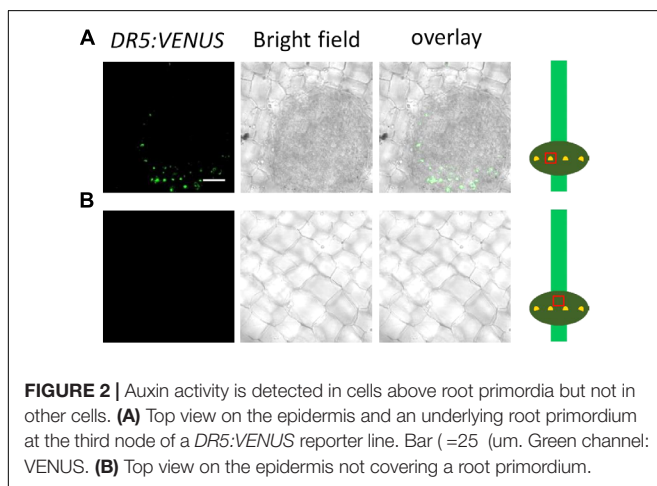 A DR5:VENUS Bright field overlay
B
FIGURE 2 | Auxin activity is detected in cells above root primordia but not in
other cells. (A) Top view on the epidermis and an underlying root primordium
at the third node of a DR5:VENUS reporter line. Bar ( =25 (um. Green channel:
VENUS. (B) Top view on the epidermis not covering a root primordium.